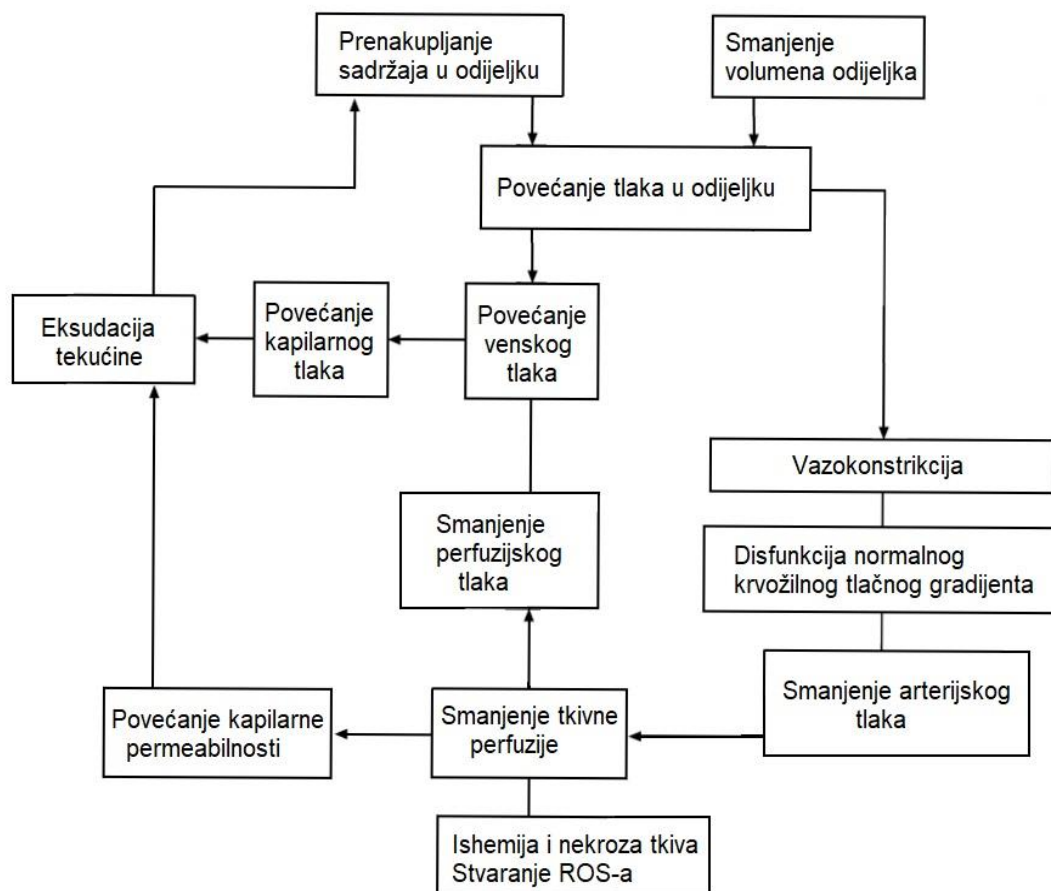 Prenakupljanje
sadržaja u odijeljku
Smanjenje
volumena odijeljka
Povećanje tlaka u odijeljku
Eksudacija
tekućine
Povećanje
kapilarnog
tlaka
Povećanje
venskog
tlaka
Vazokonstrikcija
Smanjenje
perfuzijskog
tlaka
Disfunkcija normalnog
krvožilnog tlačnog gradijenta
Povećanje kapilarne
permeabilnosti
Smanjenje tkivne
perfuzije
Smanjenje arterijskog
tlaka
Ishemija i nekroza tkiva
Stvaranje ROS-a